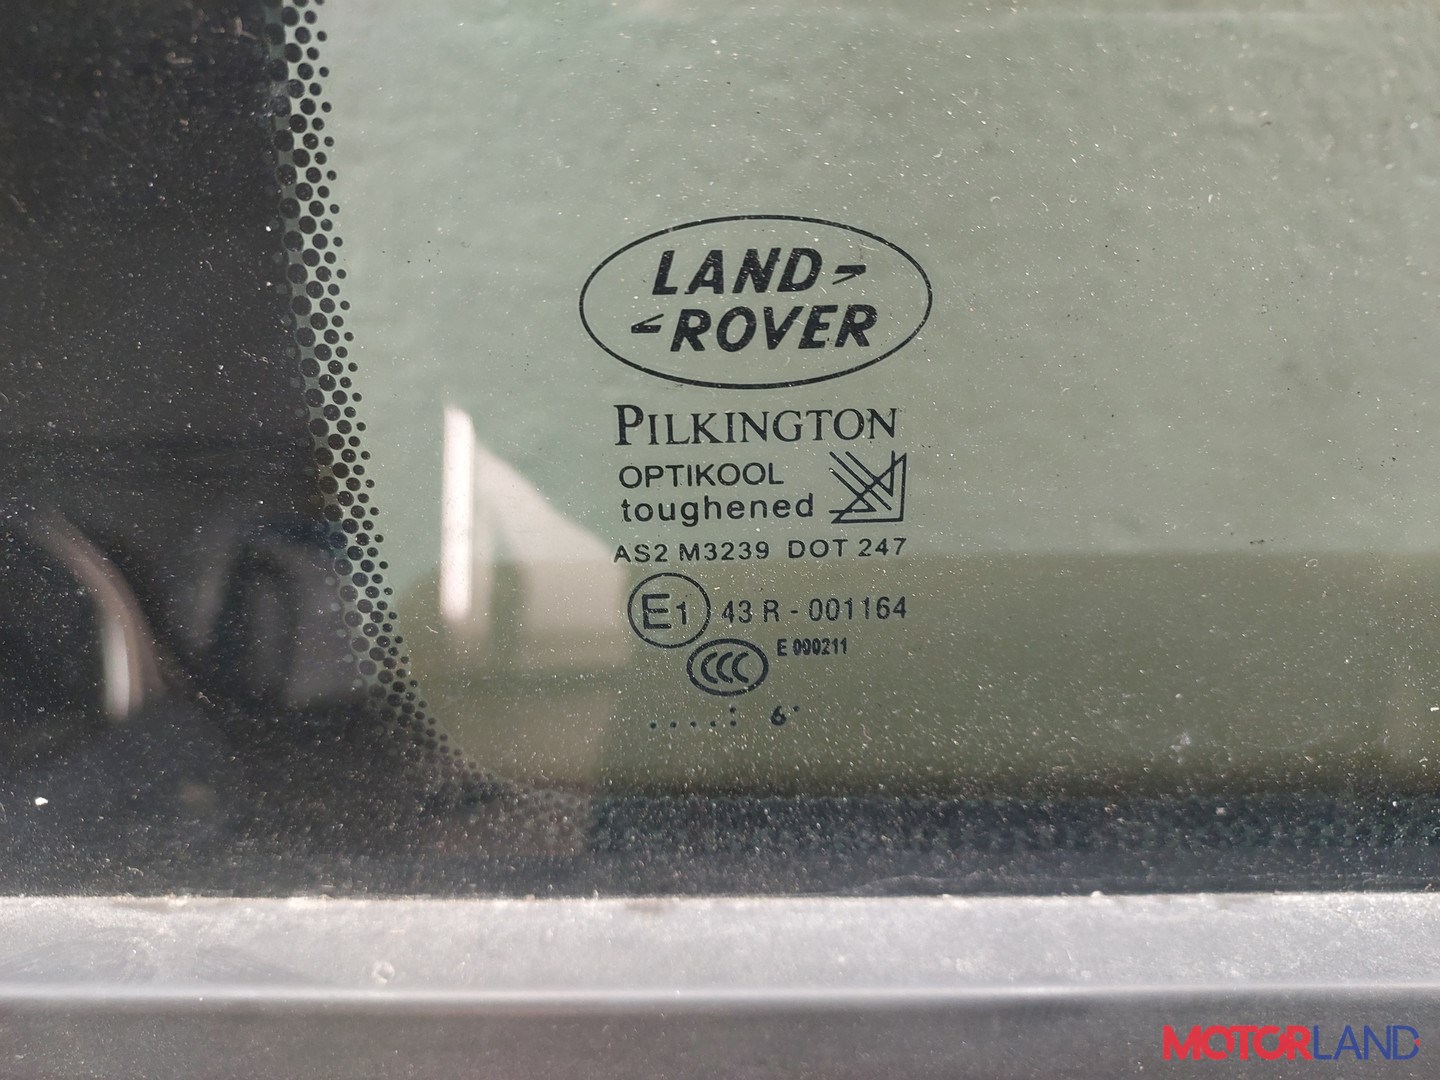 LAND
ROVER
PILKINGTON
OPTIKOOL
toughened
AS2 M3239 DOT 247
E1 43 R - 001164
CCC E 000211
....: 6'
MOTORLAND